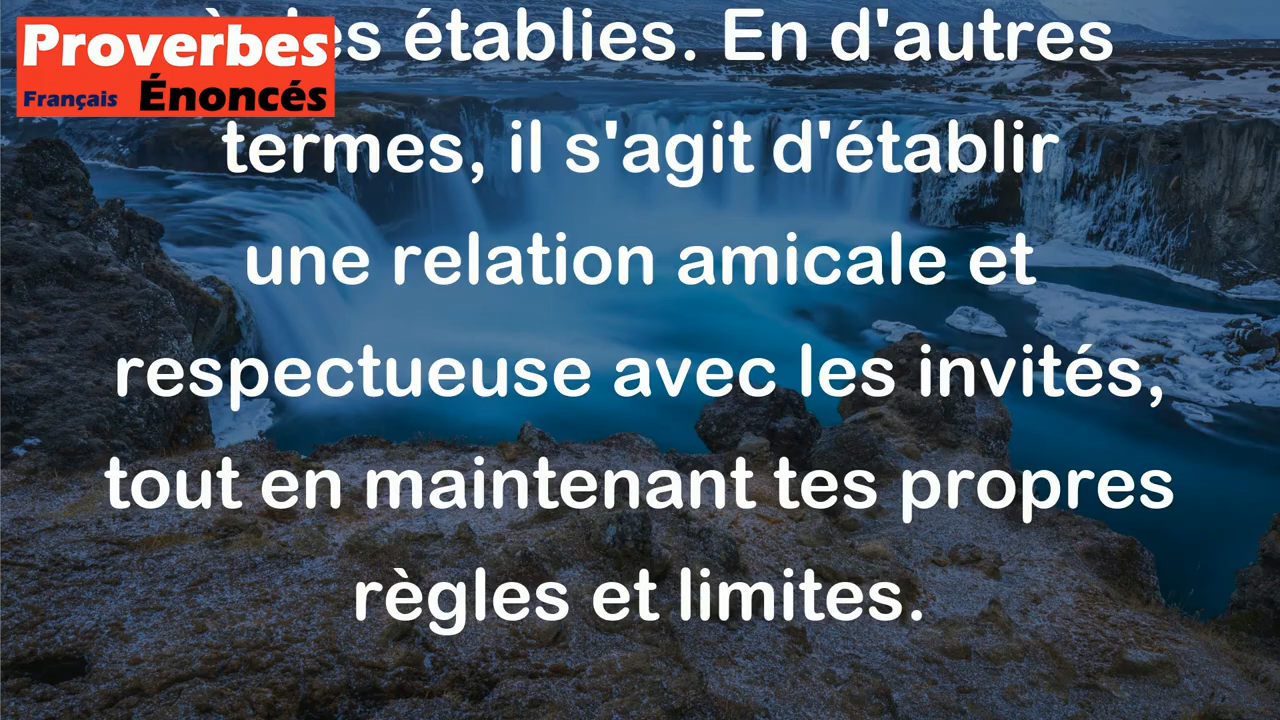 Proverbes
Français Énoncés
établies. En d'autres
termes, il s'agit d'établir
une relation amicale et
respectueuse avec les invités,
tout en maintenant tes propres
règles et limites.